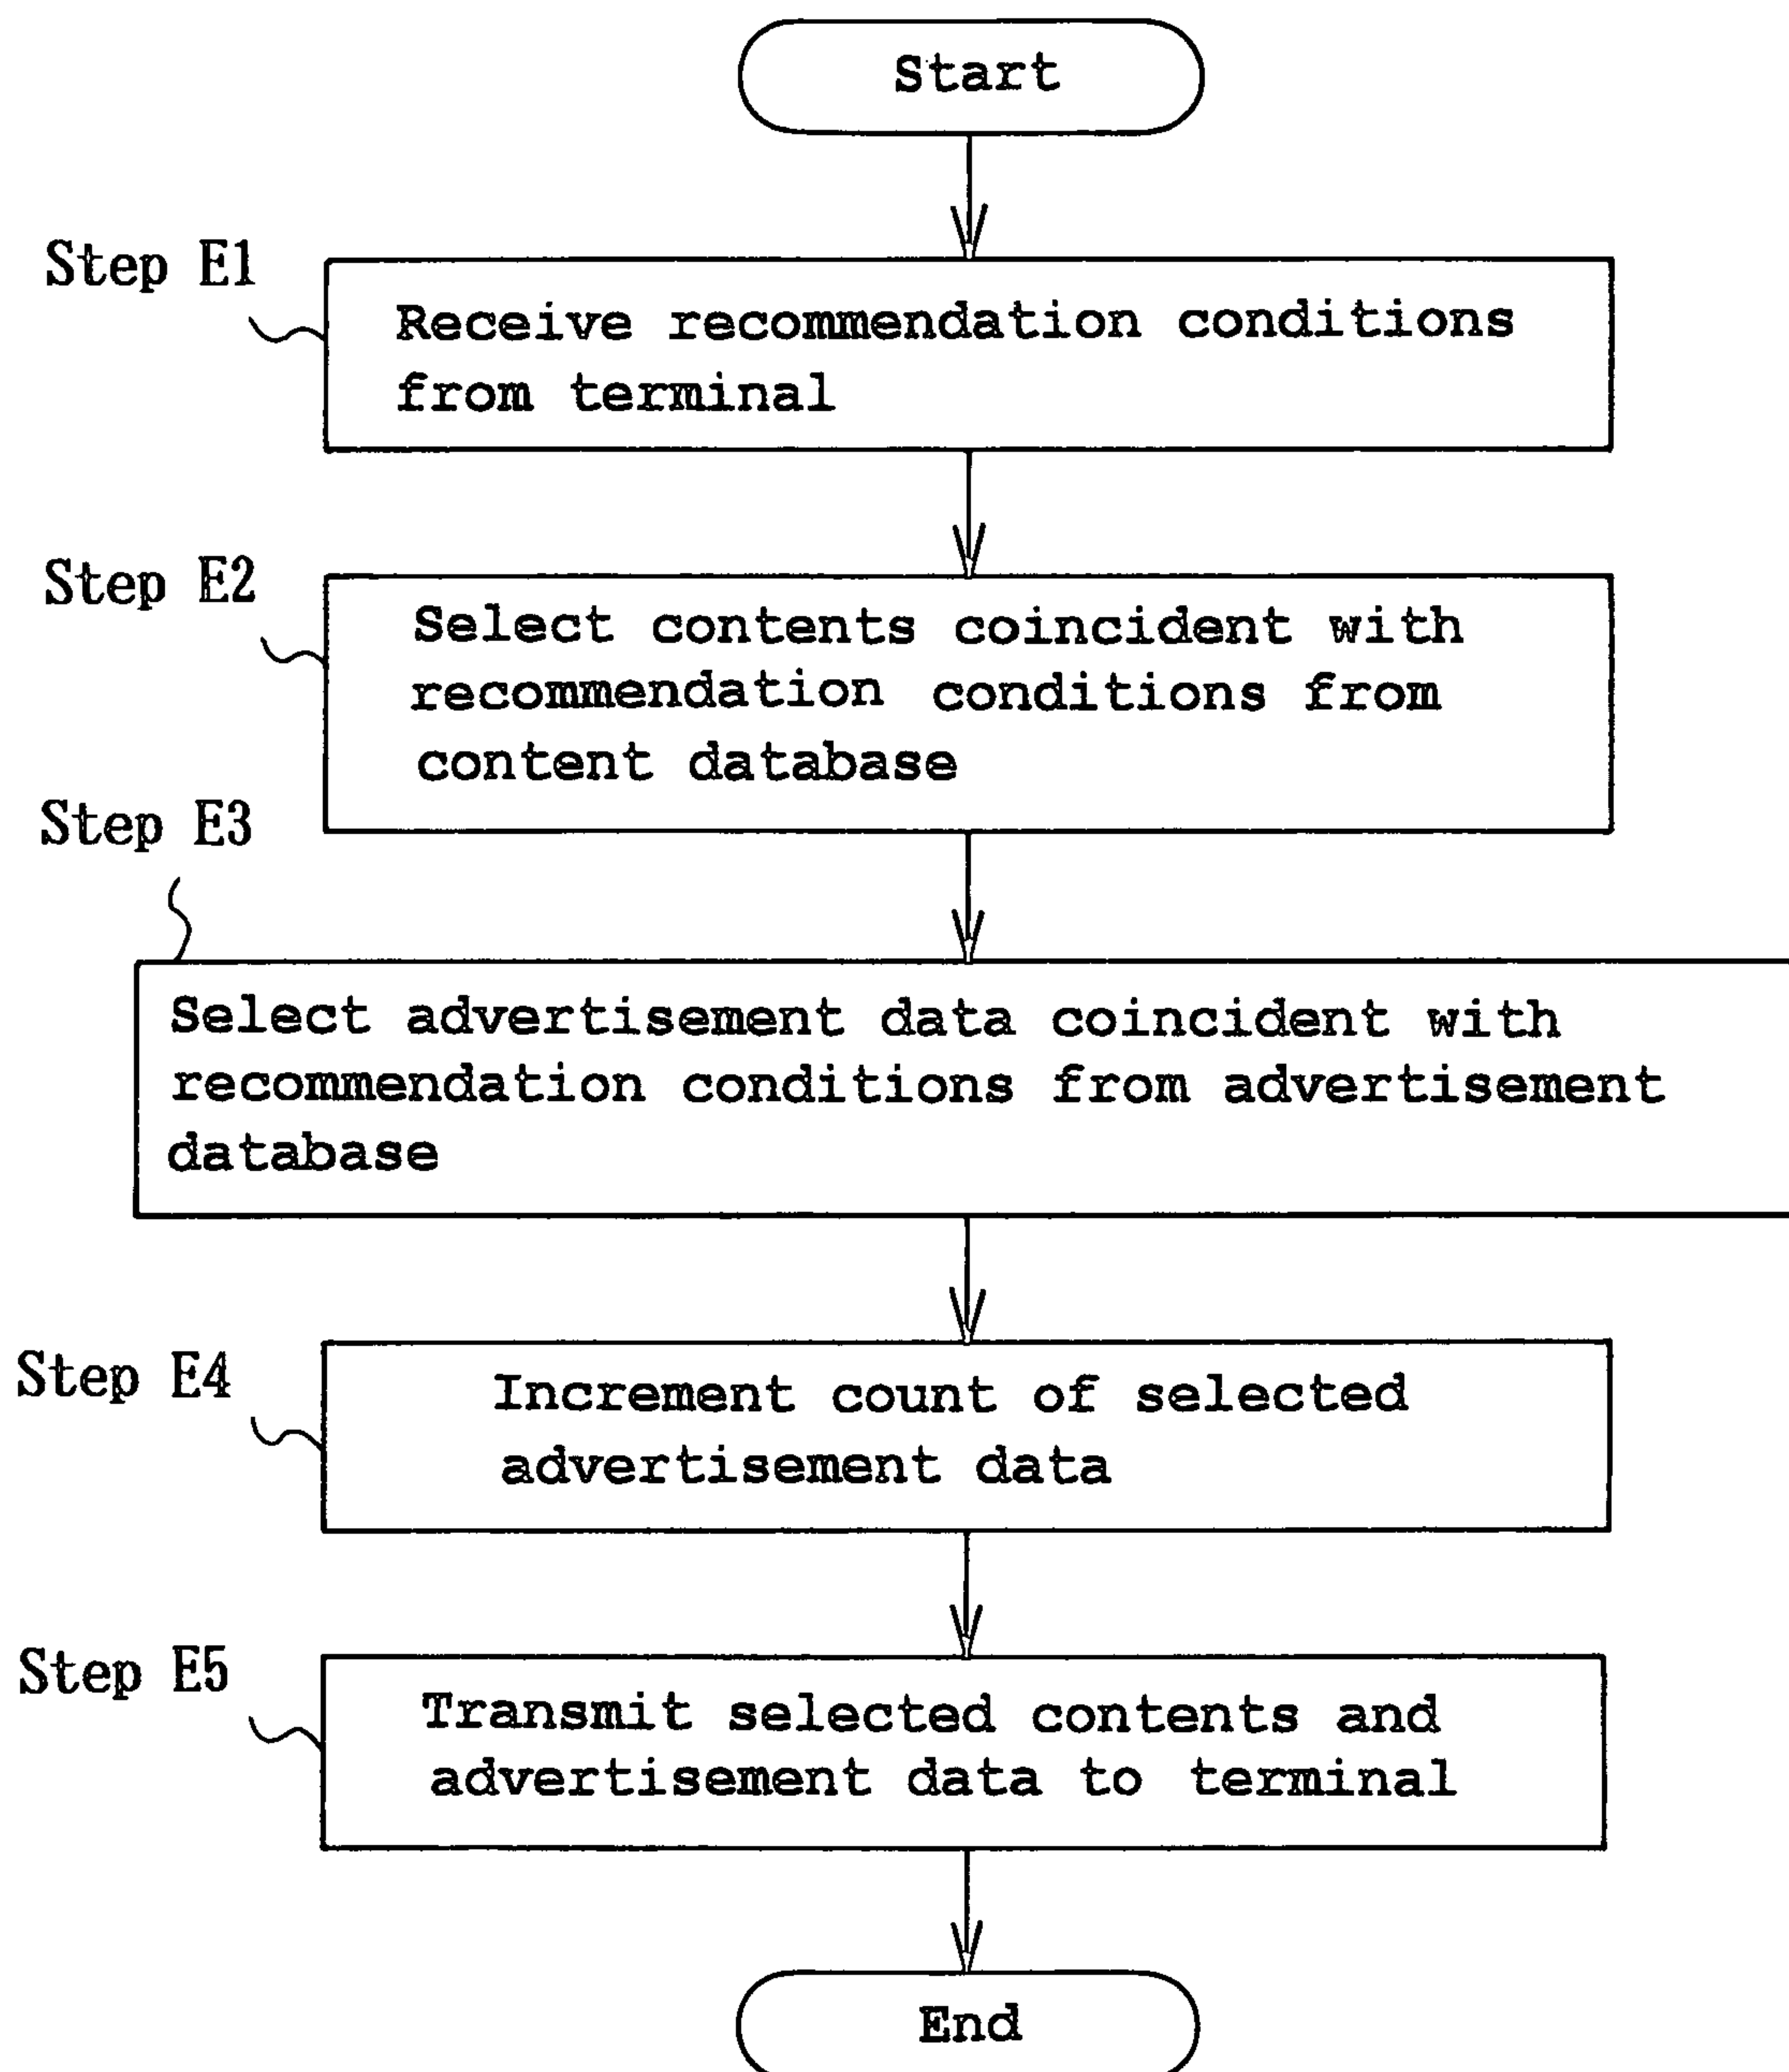 Start
Step E1
Receive recommendation conditions
from terminal
Step E2
Select contents coincident with
recommendation conditions from
content database
Step E3
Select advertisement data coincident with
recommendation conditions from advertisement
database
Step E4
Increment count of selected
advertisement data
Step E5
Transmit selected contents and
advertisement data to terminal
End